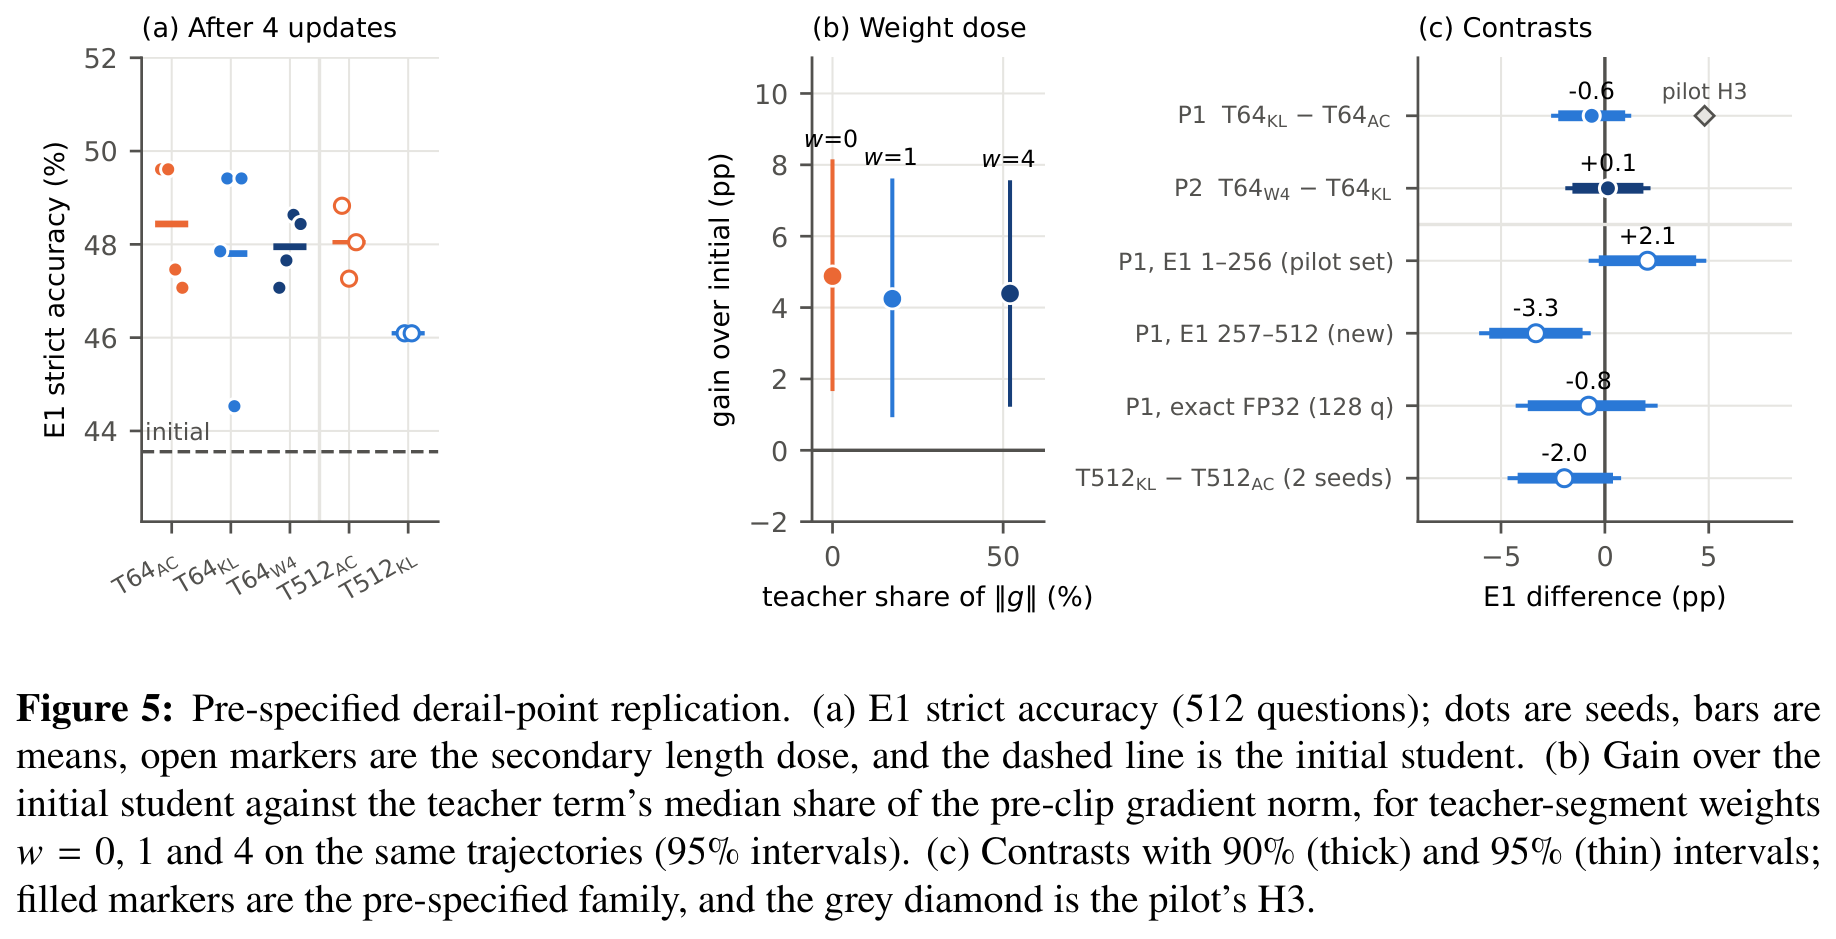 (a) After 4 updates
E1 strict accuracy (%)
52
50
48
46
44
initial
T64AC
T64KL
T64W4
T512AC
T512KL
(b) Weight dose
gain over initial (pp)
10
8
6
4
2
0
−2
w=0
w=1
w=4
0
50
teacher share of ‖g‖ (%)
(c) Contrasts
P1 T64KL − T64AC
P2 T64W4 − T64KL
P1, E1 1–256 (pilot set)
P1, E1 257–512 (new)
P1, exact FP32 (128 q)
T512KL − T512AC (2 seeds)
-0.6
pilot H3
+0.1
+2.1
-3.3
-0.8
-2.0
−5
0
5
E1 difference (pp)
Figure 5: Pre-specified derail-point replication. (a) E1 strict accuracy (512 questions); dots are seeds, bars are
means, open markers are the secondary length dose, and the dashed line is the initial student. (b) Gain over the
initial student against the teacher term’s median share of the pre-clip gradient norm, for teacher-segment weights
w = 0, 1 and 4 on the same trajectories (95% intervals). (c) Contrasts with 90% (thick) and 95% (thin) intervals;
filled markers are the pre-specified family, and the grey diamond is the pilot’s H3.